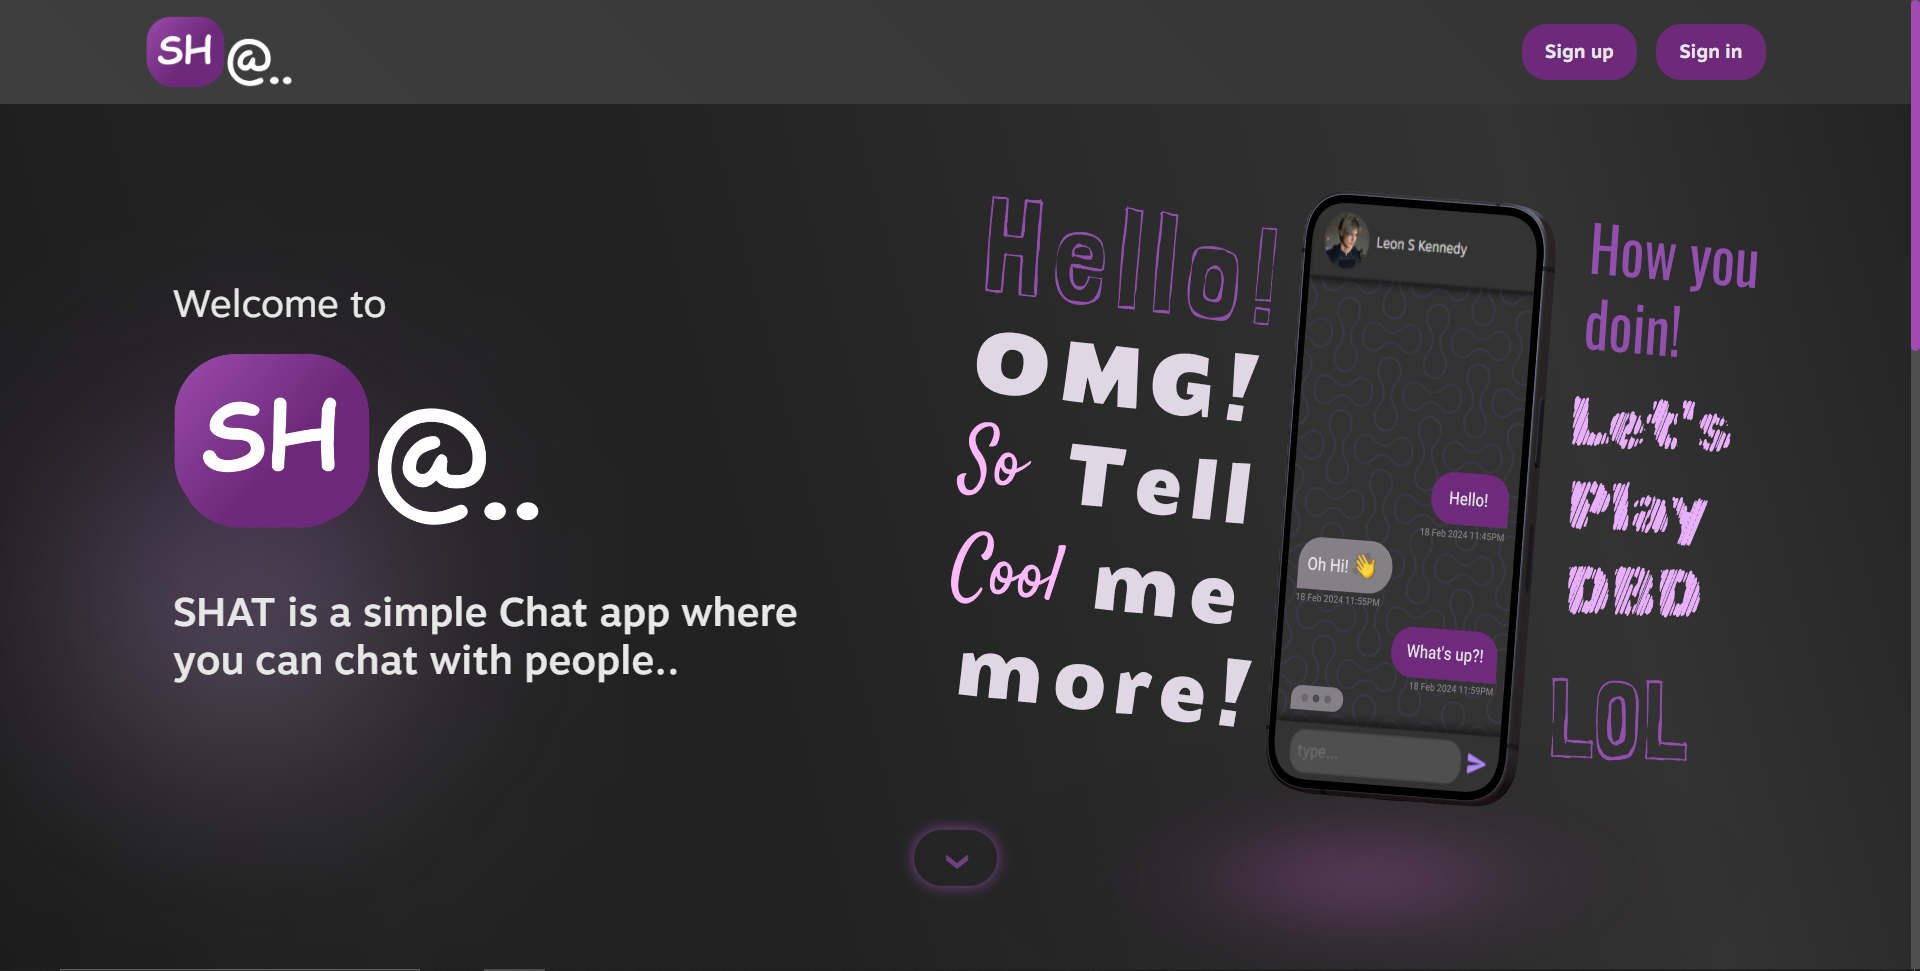 SH@..
Sign up
Sign in
Welcome to
SH@..
SHAT is a simple Chat app where
you can chat with people..
Hello!
OMG!
So Tell
Cool me
more!
Leon S Kennedy
Hello!
18 Feb 2024 11:45PM
Oh Hi! 👋
18 Feb 2024 11:55PM
What's up?!
18 Feb 2024 11:59PM
type...
How you
doin!
Let's
Play
DBD
LOL